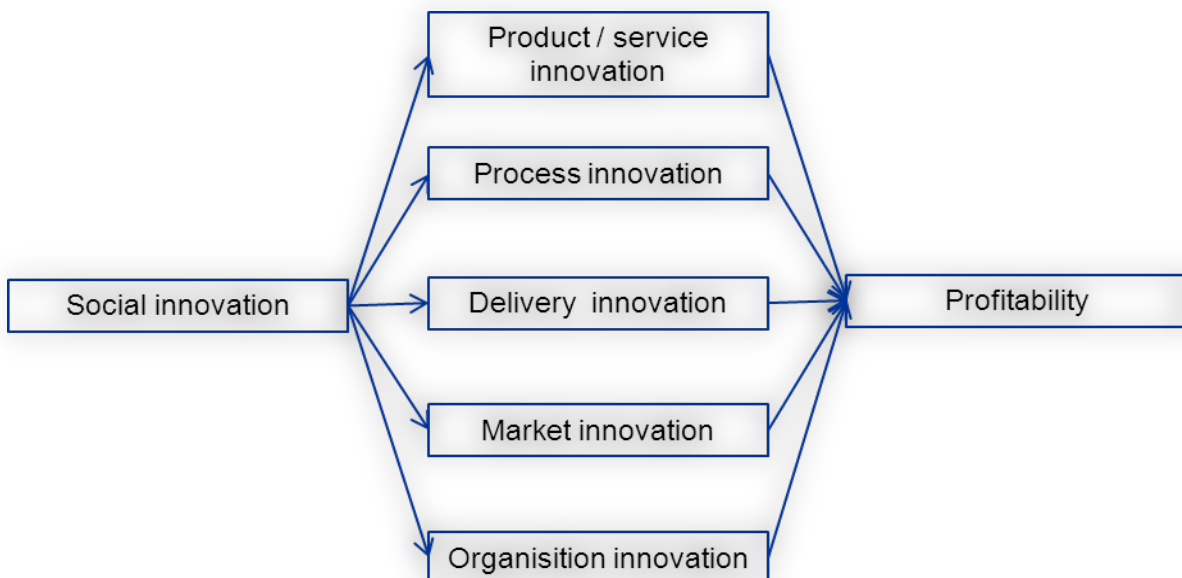 Product / service
innovation
Process innovation
Social innovation
Delivery  innovation
Profitability
Market innovation
Organisition innovation